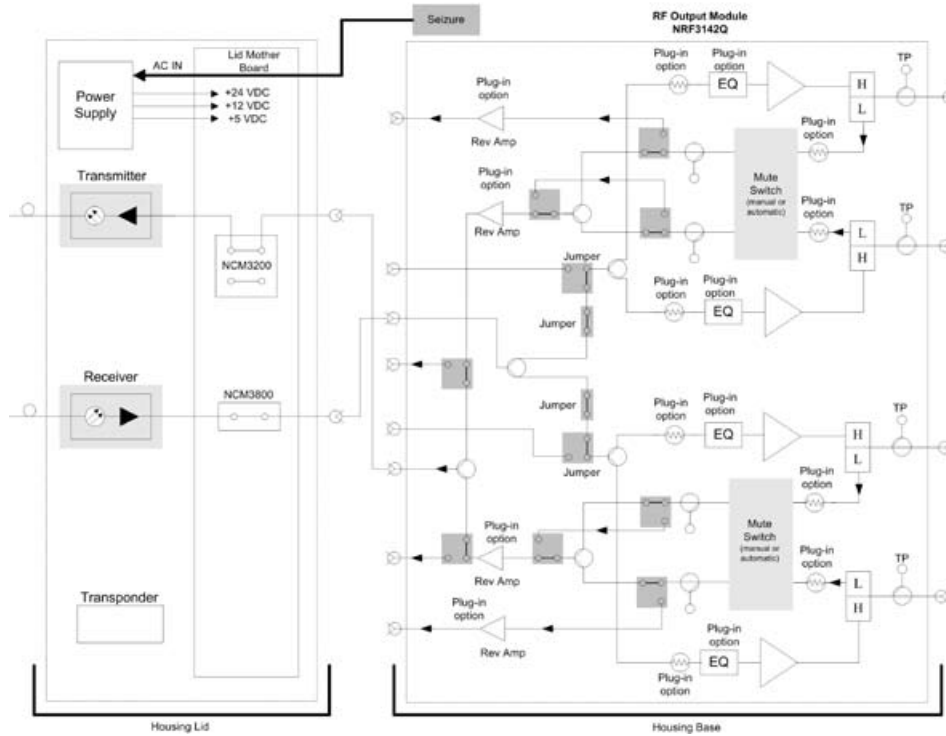 Seizure
RF Output Module
NRF3142Q
Lid Mother
Board
AC IN
Power
Supply
+24 VDC
+12 VDC
+5 VDC
Transmitter
NCM3200
Receiver
NCM3800
Transponder
Housing Lid
Plug-in
option
Plug-in
option
TP
EQ
H
L
Plug-in
option
Rev Amp
Plug-in
option
Mute
Switch
(manual or
automatic)
Plug-in
option
Rev Amp
Plug-in
option
TP
L
H
Jumper
Plug-in
option
Plug-in
option
EQ
Jumper
Jumper
Plug-in
option
Plug-in
option
TP
EQ
H
L
Jumper
Plug-in
option
Mute
Switch
(manual or
automatic)
Plug-in
option
Rev Amp
Plug-in
option
TP
L
H
Plug-in
option
Rev Amp
Plug-in
option
EQ
Plug-in
option
Housing Base